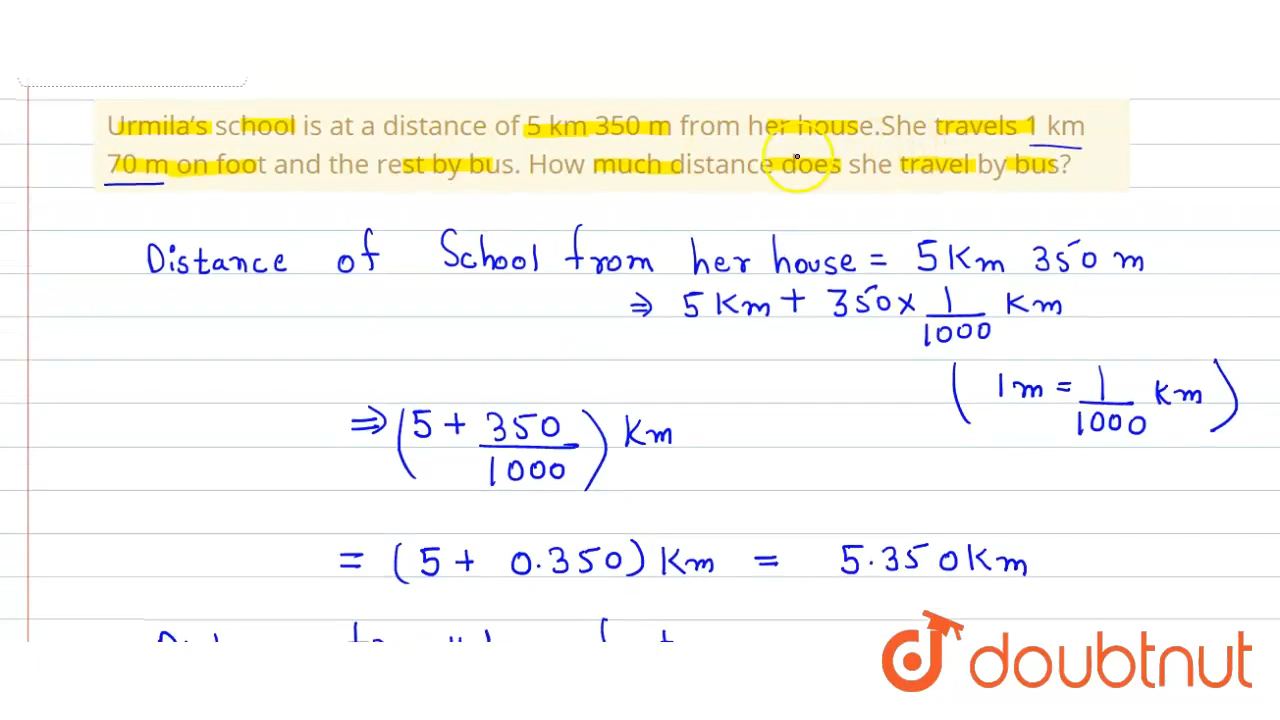 Urmila's school is at a distance of 5 km 350 m from her house.She travels 1 km
70 m on foot and the rest by bus. How much distance does she travel by bus?
Distance of School from her house = 5 Km 350 m
⇒ 5 Km + 350 × 1/1000 Km
( 1 m = 1/1000 Km )
⇒ (5 + 350/1000) Km
= (5 + 0.350) Km = 5.350 Km
doubtnut